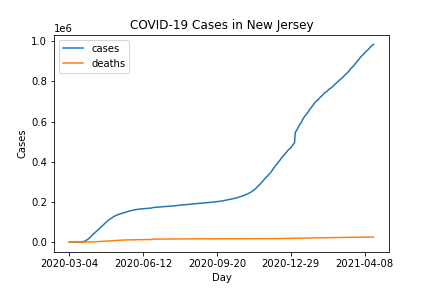 COVID-19 Cases in New Jersey
1e6
cases
deaths
1.0
0.8
0.6
0.4
0.2
0.0
Cases
2020-03-04 2020-06-12 2020-09-20 2020-12-29 2021-04-08
Day